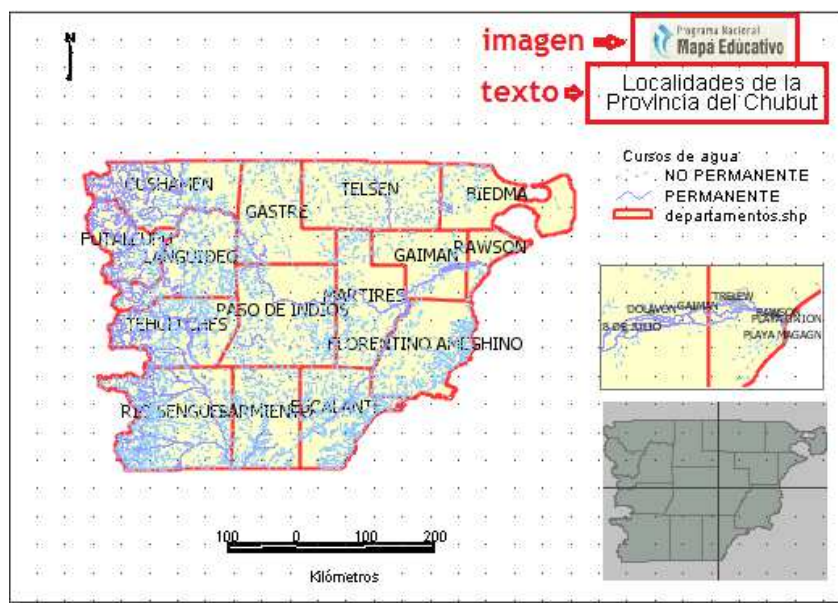 N
imagen
Programa Nacional
Mapa Educativo
texto
Localidades de la
Provincia del Chubut
Cursos de agua
NO PERMANENTE
PERMANENTE
departamentos.shp
CUSHAMEN
TELSEN
BIEDMA
GASTRE
FUTALEUFU
LANGUIÑEO
GAIMAN
RAWSON
MARTIRES
PASO DE INDIOS
TEHUELCHES
FLORENTINO AMEGHINO
RIO SENGUER
SARMIENTO
ESCALANTE
TRELEW
DOLAVON
GAIMAN
RAWSON
PLAYA UNION
28 DE JULIO
PLAYA MAGAGN
100
0
100
200
Kilómetros